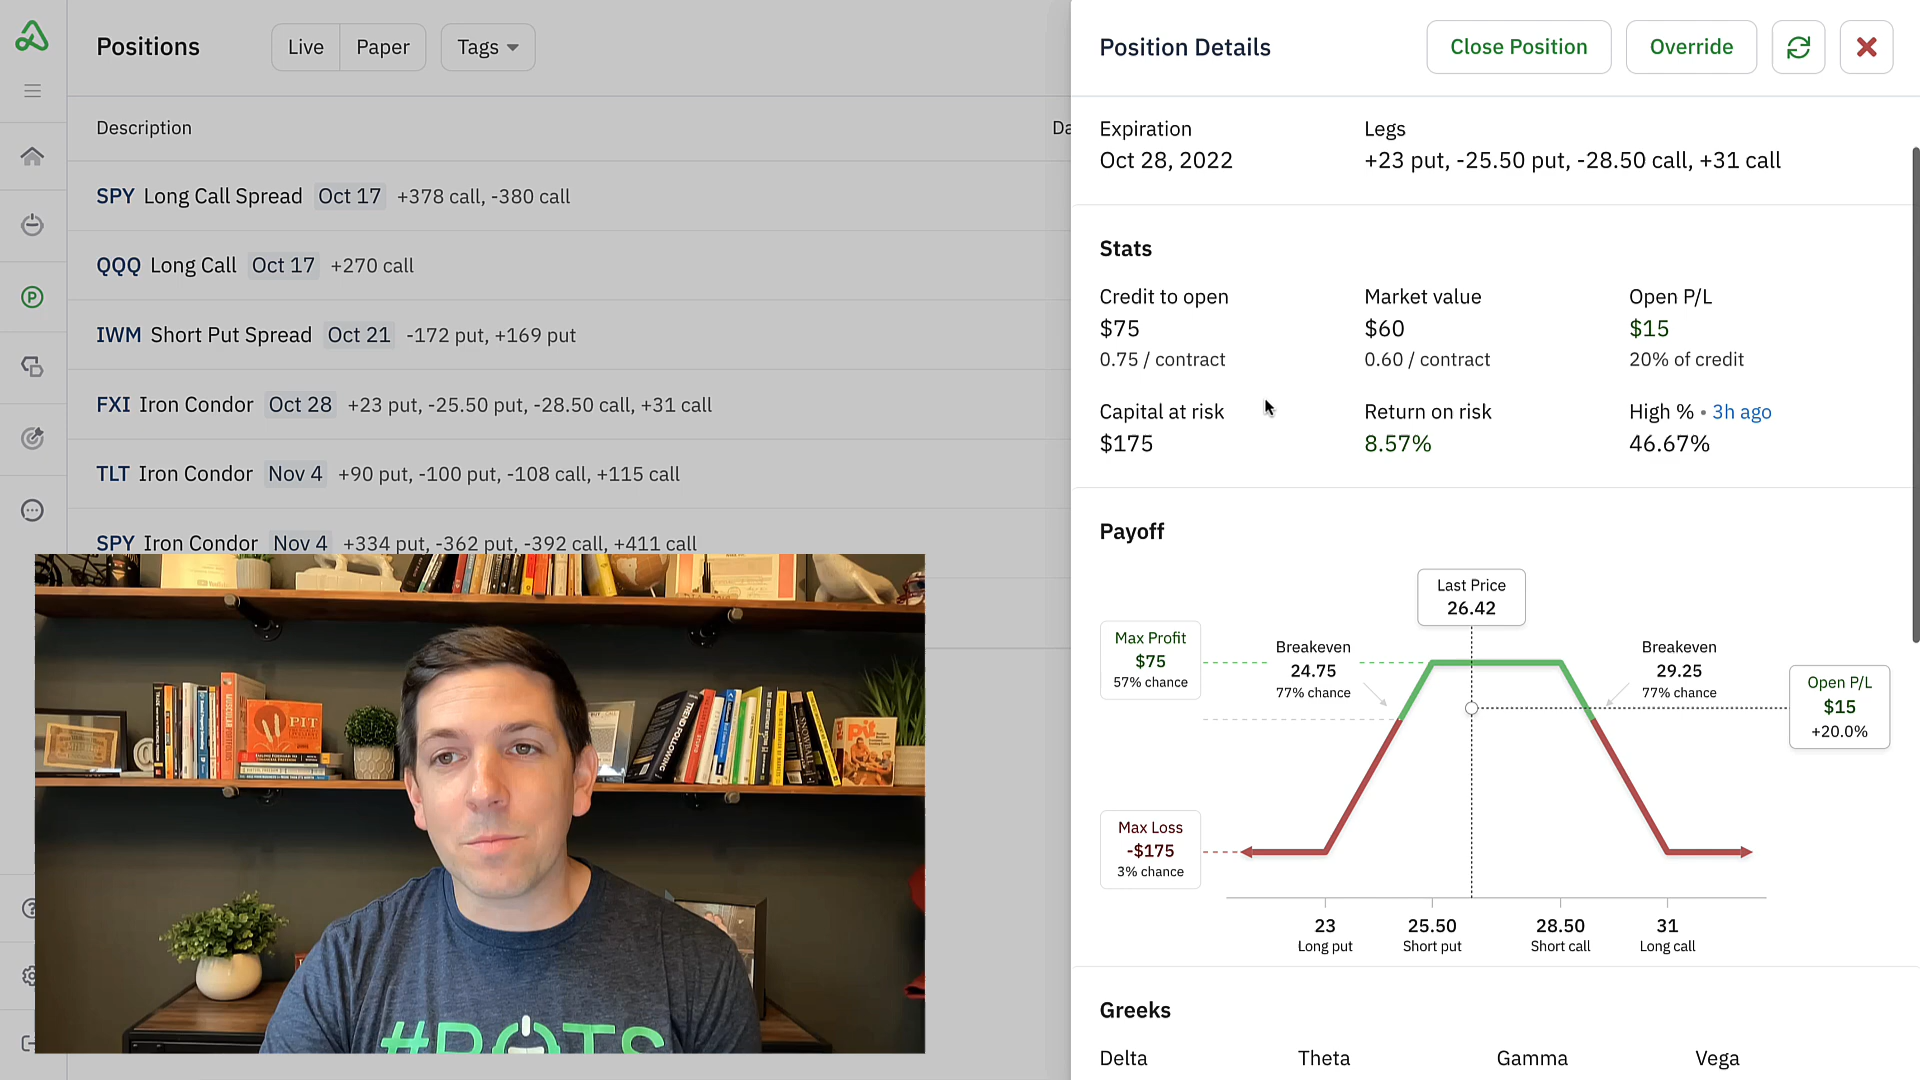 Positions
Live
Paper
Tags
Description
SPY Long Call Spread Oct 17 +378 call, -380 call
QQQ Long Call Oct 17 +270 call
IWM Short Put Spread Oct 21 -172 put, +169 put
FXI Iron Condor Oct 28 +23 put, -25.50 put, -28.50 call, +31 call
TLT Iron Condor Nov 4 +90 put, -100 put, -108 call, +115 call
SPY Iron Condor Nov 4 +334 put, -362 put, -392 call, +411 call
PIT
TREND FOLLOWING
SNOWBALL
pit
#BOTS
Position Details
Close Position
Override
Expiration
Legs
Oct 28, 2022
+23 put, -25.50 put, -28.50 call, +31 call
Stats
Credit to open
Market value
Open P/L
$75
$60
$15
0.75 / contract
0.60 / contract
20% of credit
Capital at risk
Return on risk
High % • 3h ago
$175
8.57%
46.67%
Payoff
Last Price
26.42
Max Profit
$75
57% chance
Breakeven
24.75
77% chance
Breakeven
29.25
77% chance
Open P/L
$15
+20.0%
Max Loss
-$175
3% chance
23
Long put
25.50
Short put
28.50
Short call
31
Long call
Greeks
Delta
Theta
Gamma
Vega